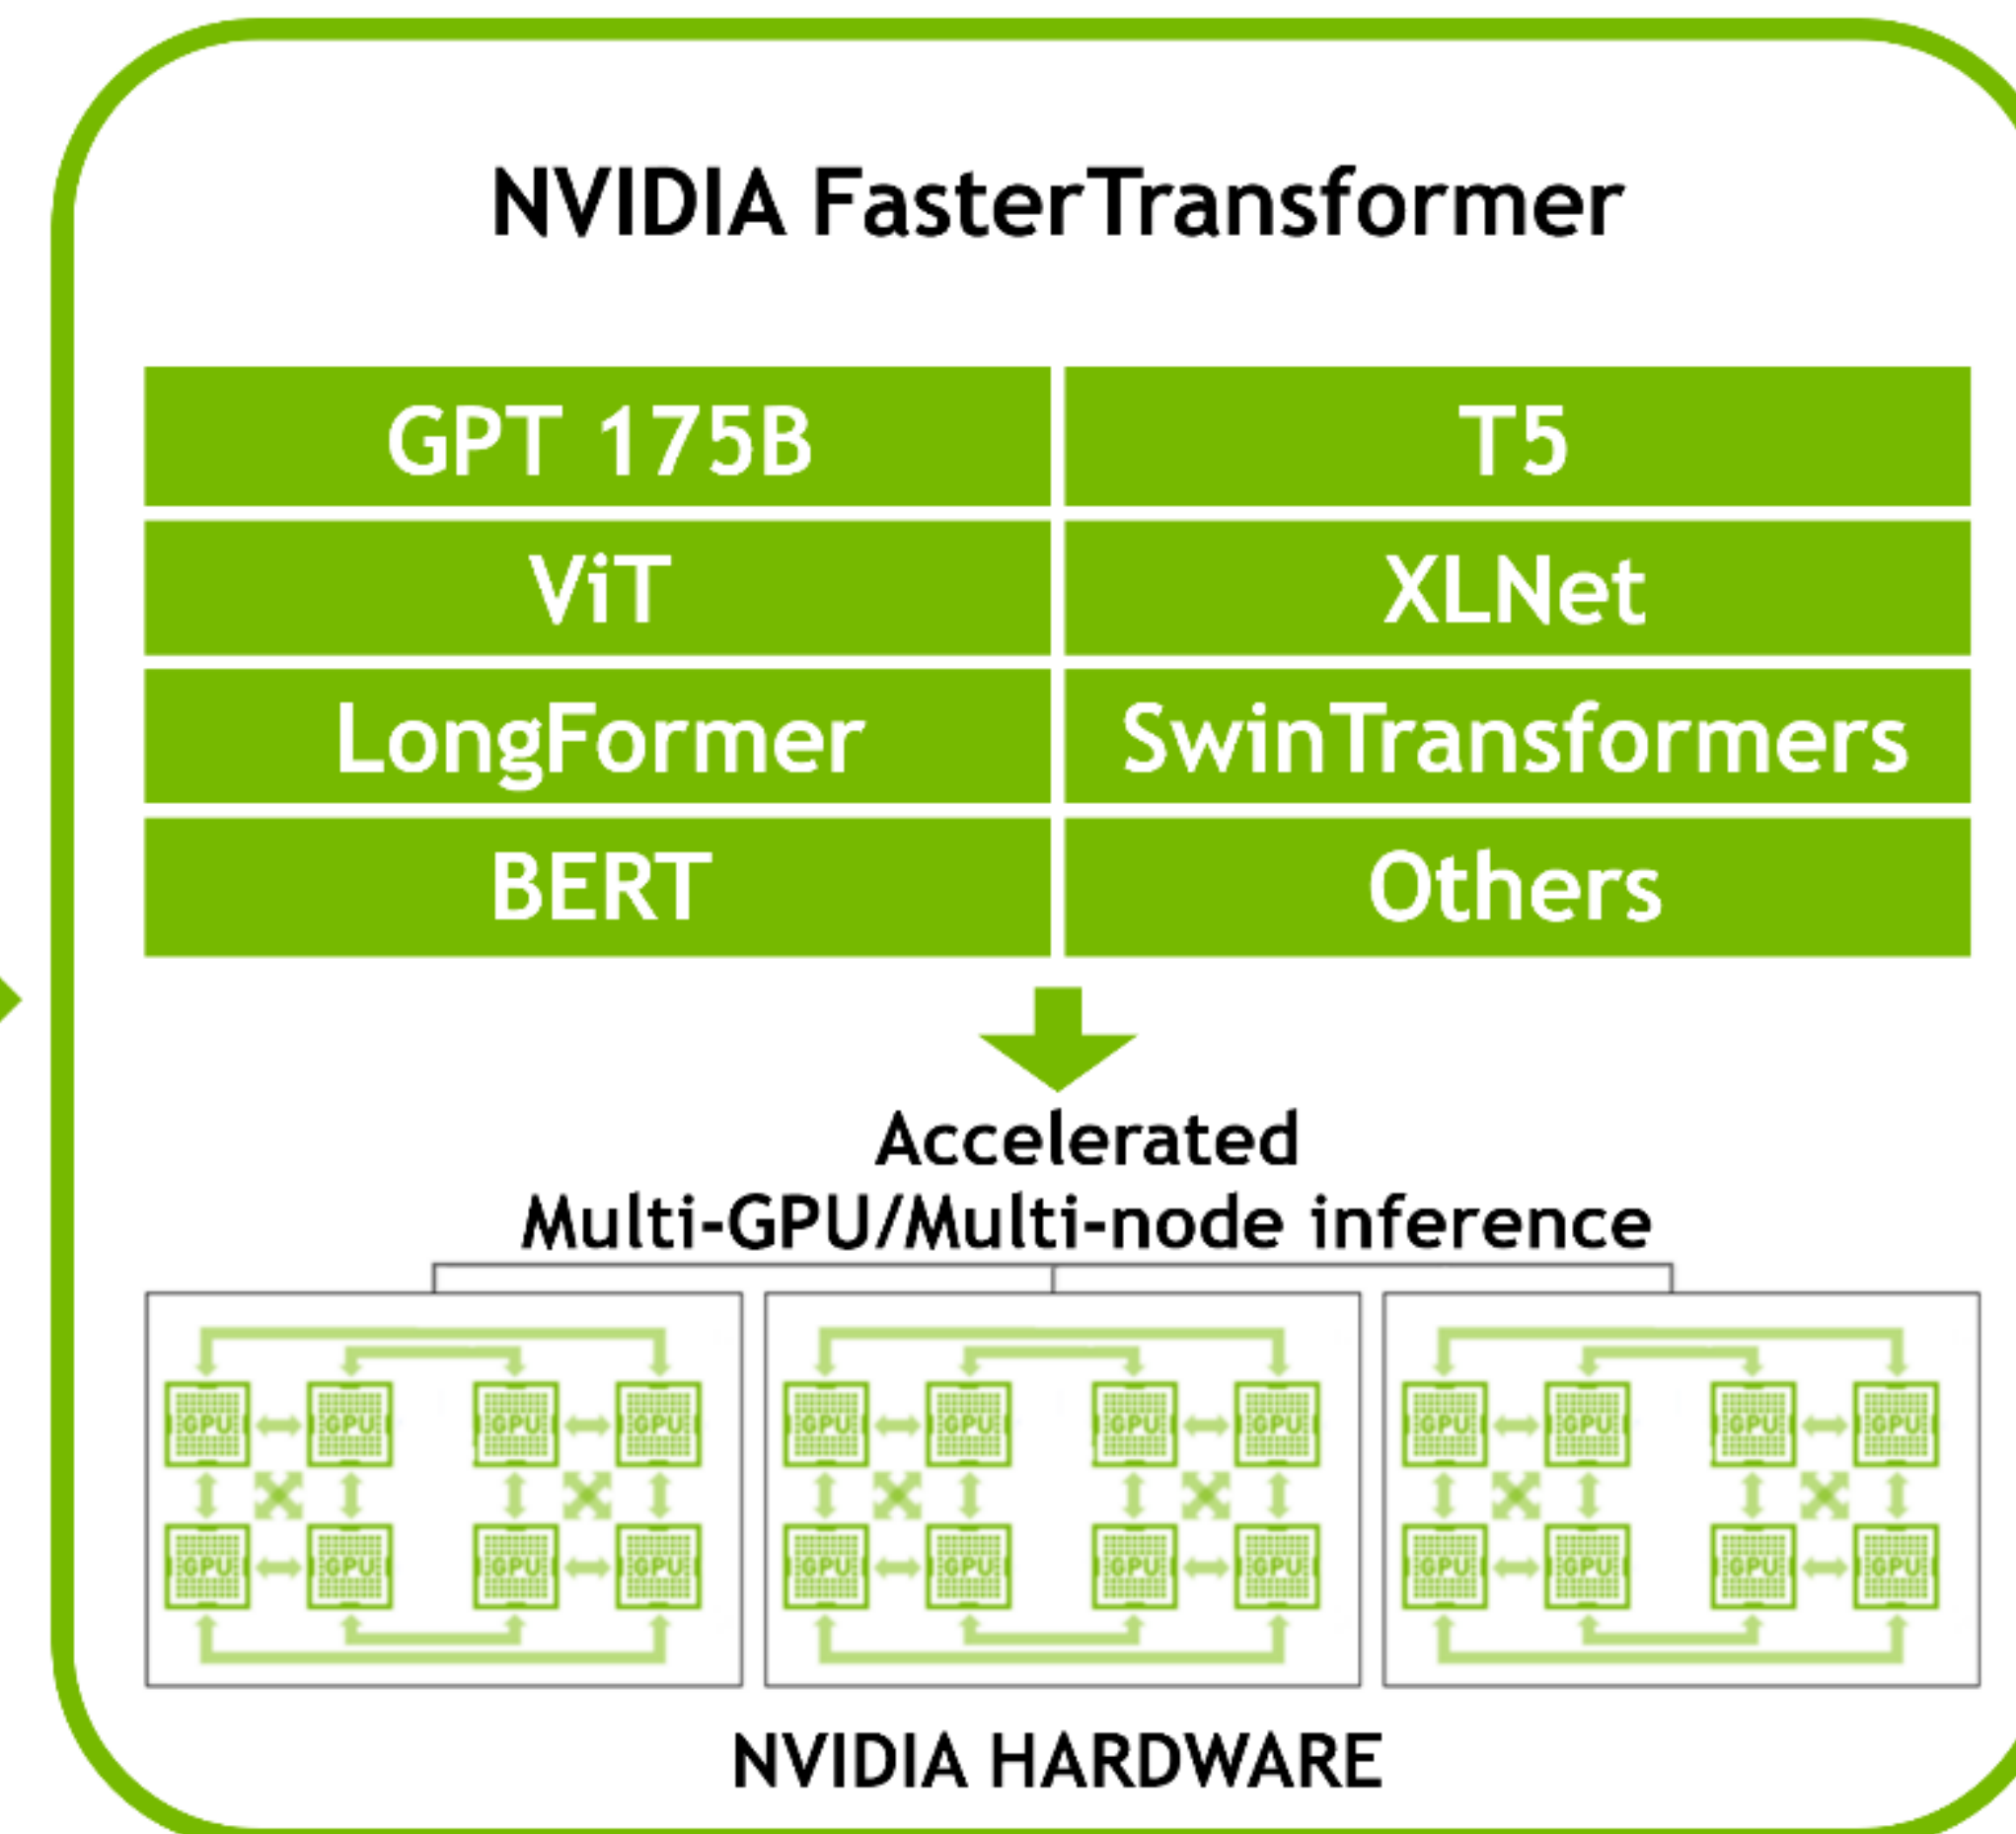 NVIDIA FasterTransformer
GPT 175B
T5
ViT
XLNet
LongFormer
SwinTransformers
BERT
Others
Accelerated
Multi-GPU/Multi-node inference
GPU GPU GPU GPU GPU GPU GPU GPU GPU GPU GPU GPU
GPU GPU GPU GPU GPU GPU GPU GPU GPU GPU GPU GPU
NVIDIA HARDWARE